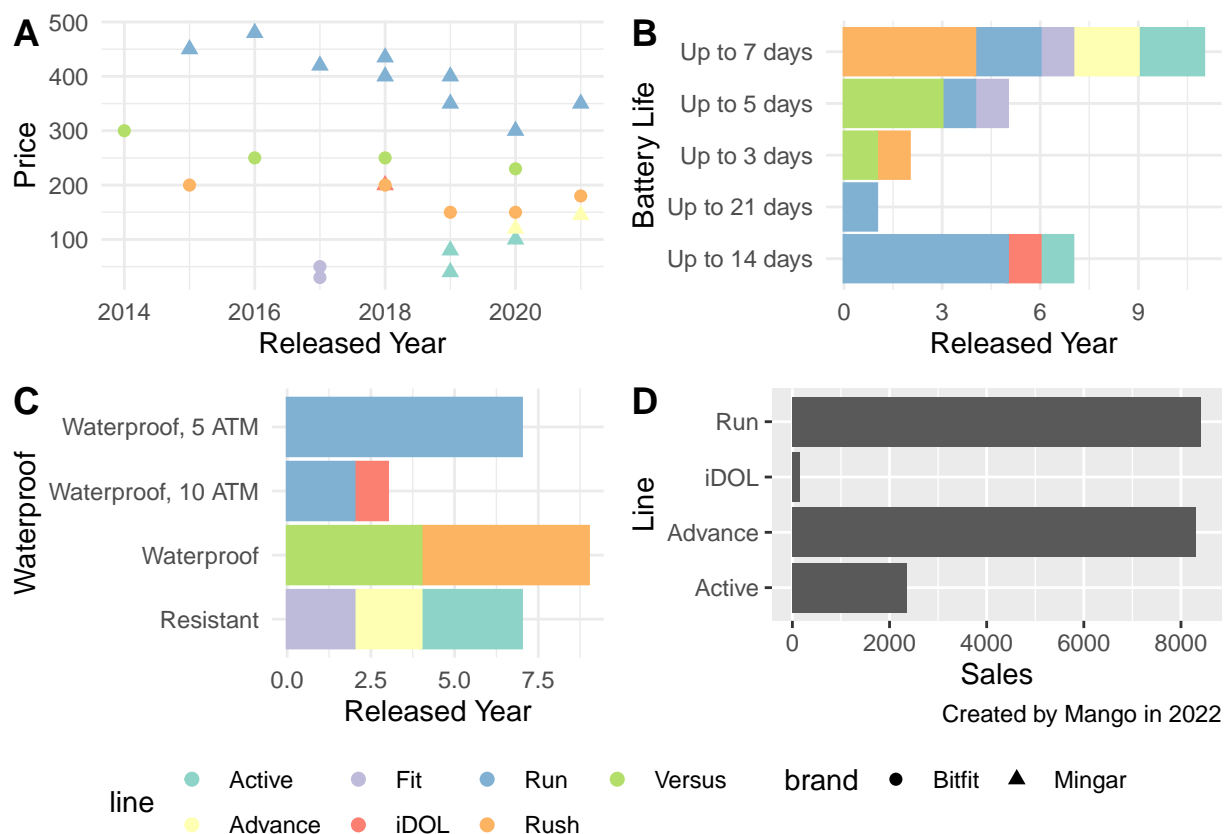 A
500
400
300
200
100
Price
2014 2016 2018 2020
Released Year
B
Up to 7 days
Up to 5 days
Up to 3 days
Up to 21 days
Up to 14 days
Battery Life
0 3 6 9
Released Year
C
Waterproof, 5 ATM
Waterproof, 10 ATM
Waterproof
Resistant
Waterproof
0.0 2.5 5.0 7.5
Released Year
D
Run
iDOL
Advance
Active
Line
0 2000 4000 6000 8000
Sales
Created by Mango in 2022
line
Active Fit Run Versus
Advance iDOL Rush
brand Bitfit Mingar